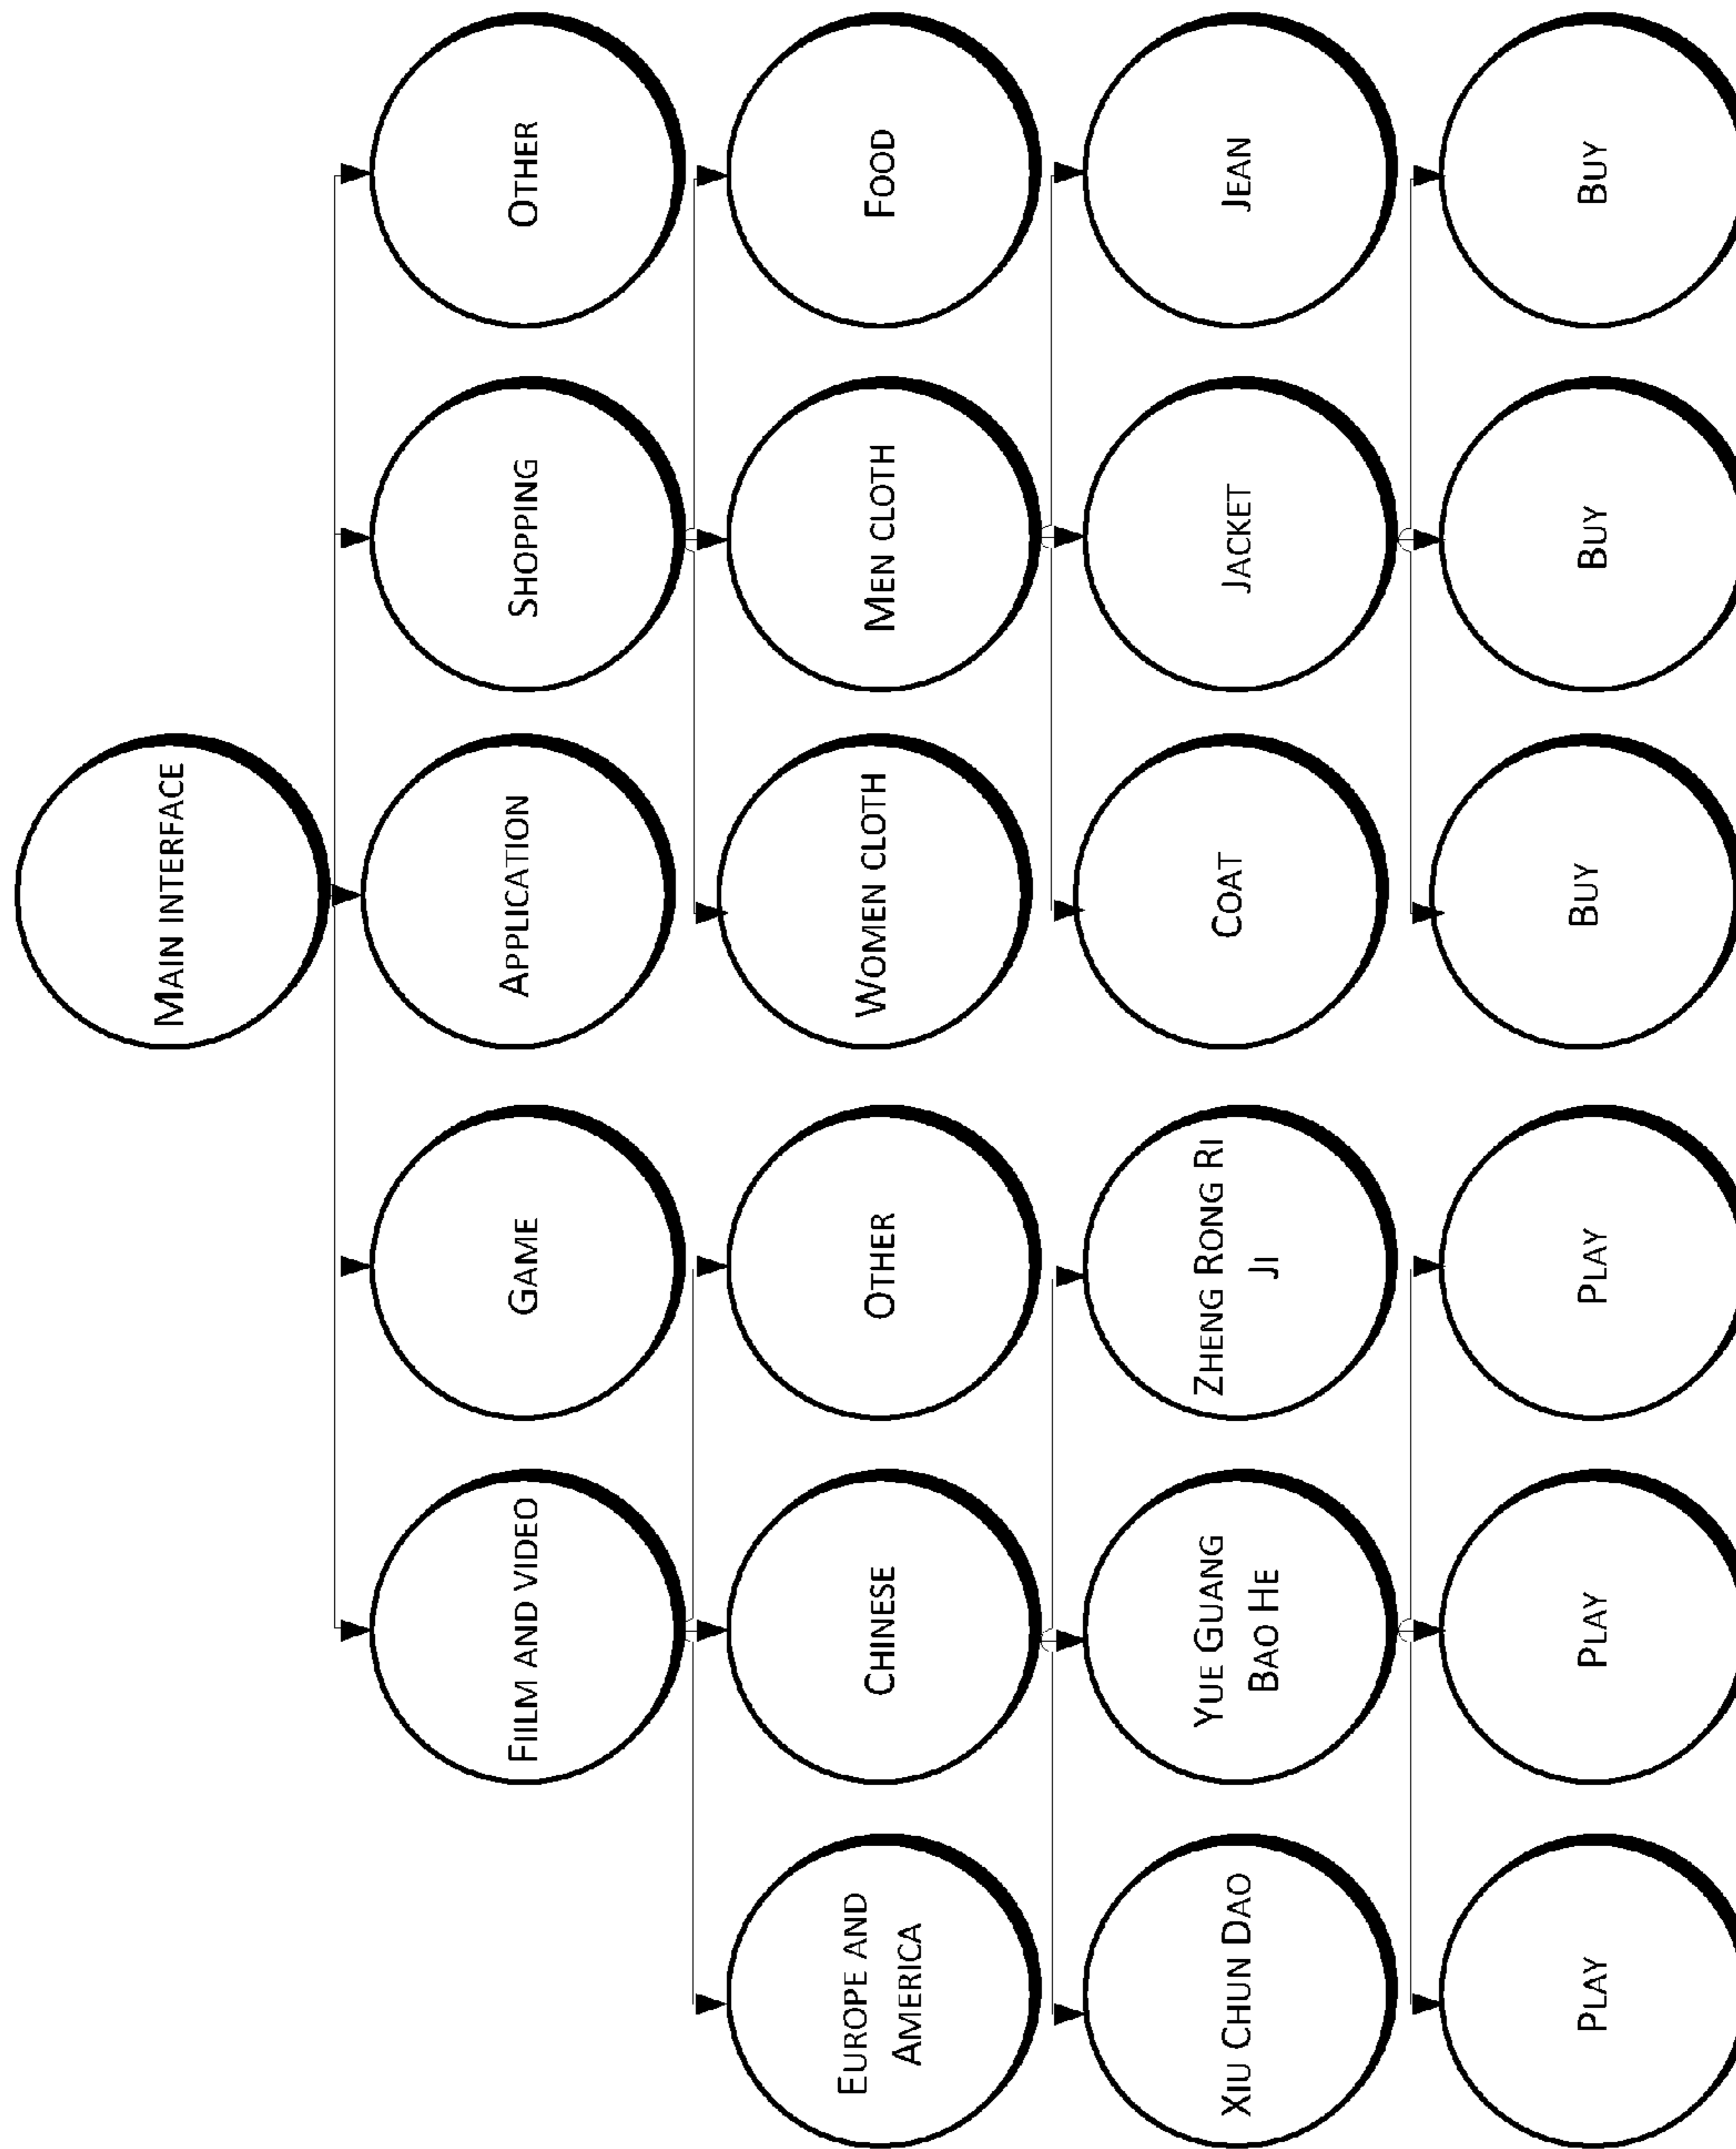 MAIN INTERFACE
FIILM AND VIDEO
GAME
APPLICATION
SHOPPING
OTHER
EUROPE AND
AMERICA
CHINESE
OTHER
WOMEN CLOTH
MEN CLOTH
FOOD
XIU CHUN DAO
YUE GUANG
BAO HE
ZHENG RONG RI
JI
COAT
JACKET
JEAN
PLAY
PLAY
PLAY
BUY
BUY
BUY